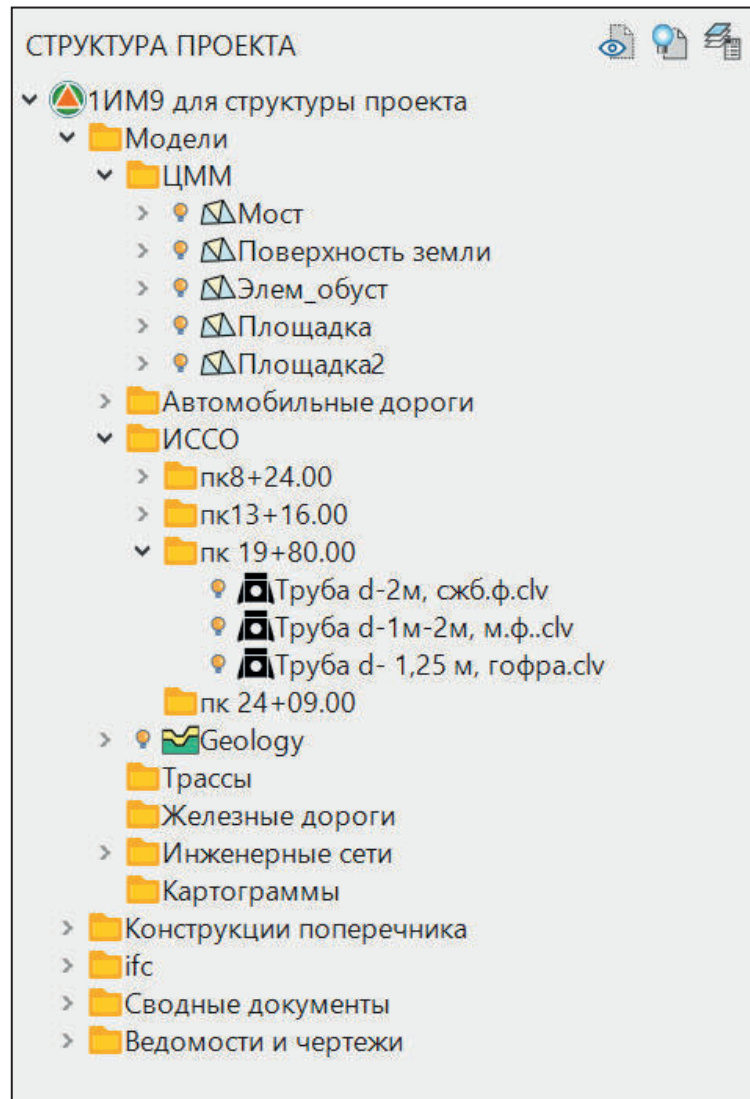 СТРУКТУРА ПРОЕКТА
1ИМ9 для структуры проекта
Модели
ЦММ
Мост
Поверхность земли
Элем_обуст
Площадка
Площадка2
Автомобильные дороги
ИССО
пк8+24.00
пк13+16.00
пк 19+80.00
Труба d-2м, сжб.ф.clv
Труба d-1м-2м, м.ф..clv
Труба d- 1,25 м, гофра.clv
пк 24+09.00
Geology
Трассы
Железные дороги
Инженерные сети
Картограммы
Конструкции поперечника
ifc
Сводные документы
Ведомости и чертежи